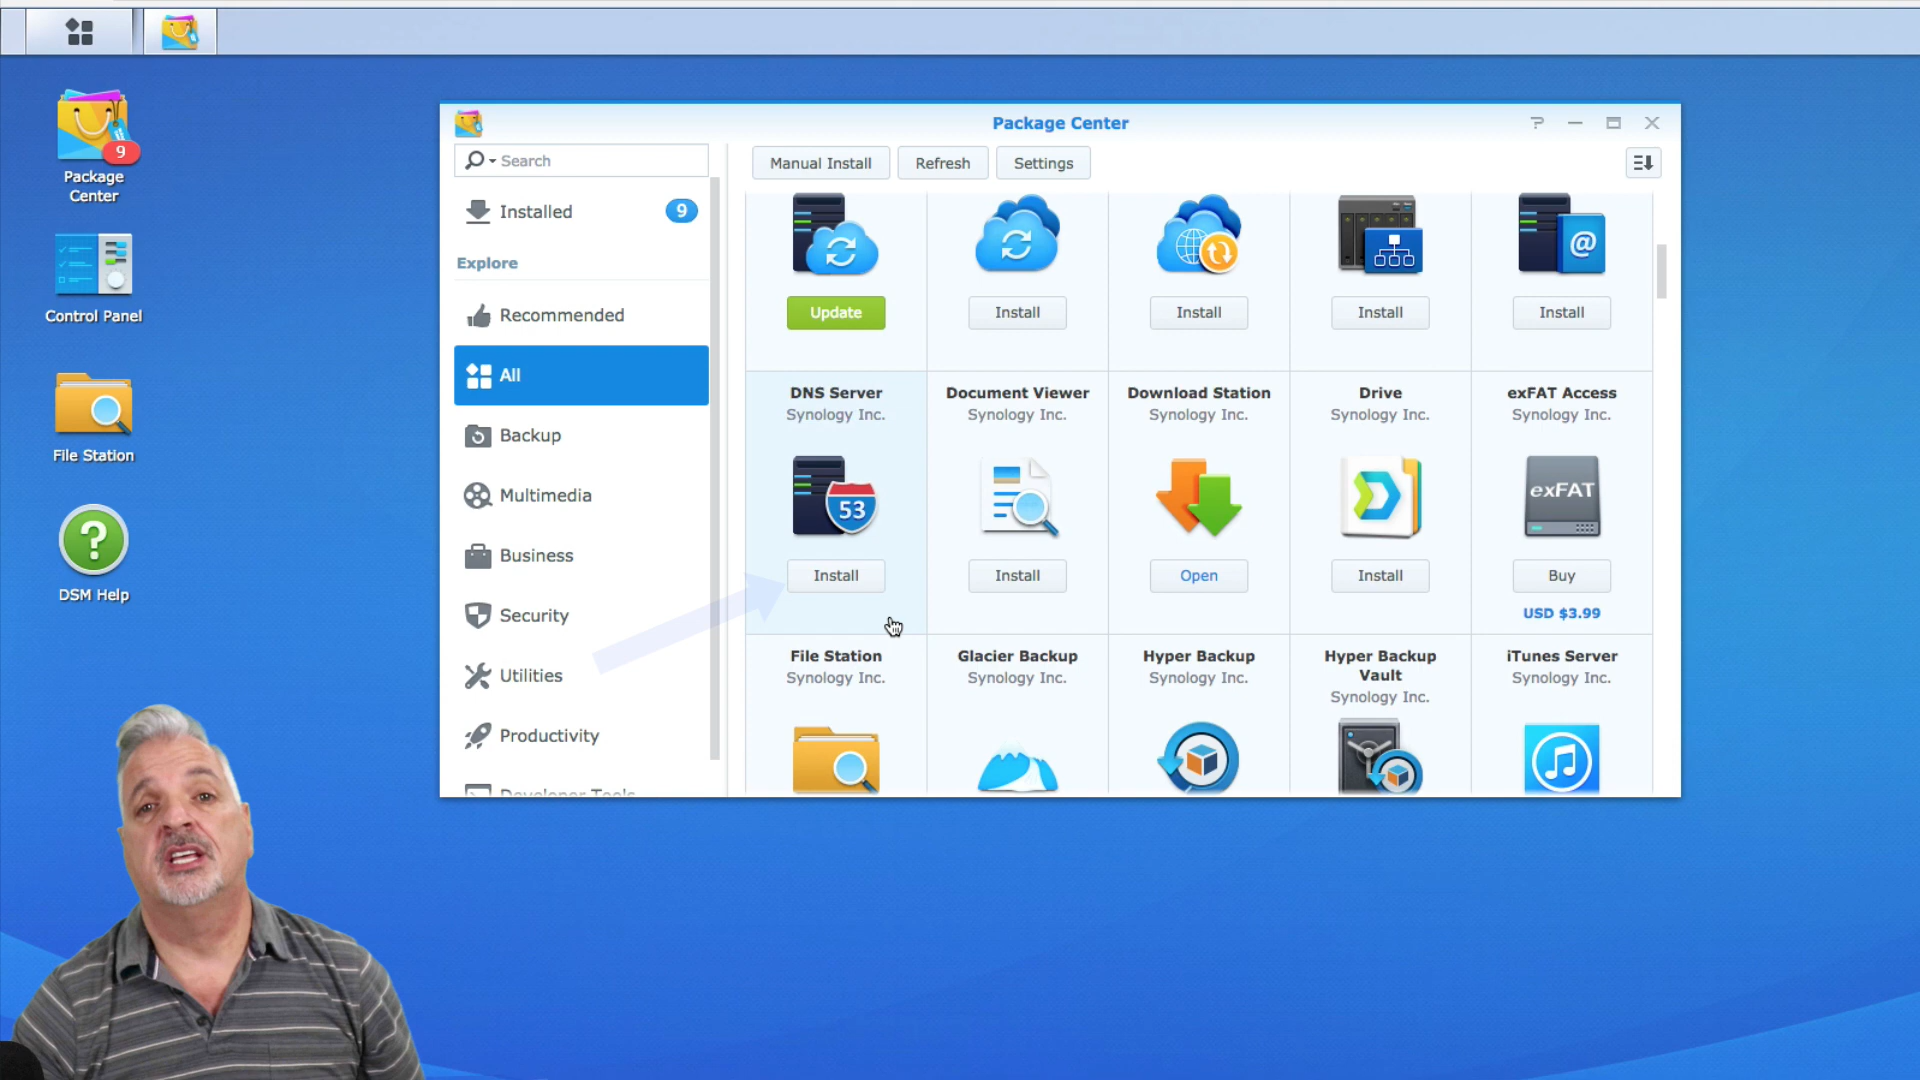 Package Center
Search
Manual Install
Refresh
Settings
9
Package
Center
Installed
9
Explore
Control Panel
Recommended
Update
Install
Install
Install
Install
All
DNS Server
Synology Inc.
Document Viewer
Synology Inc.
Download Station
Synology Inc.
Drive
Synology Inc.
exFAT Access
Synology Inc.
@
File Station
Backup
Multimedia
53
exFAT
Business
Install
Install
Open
Install
Buy
USD $3.99
?
DSM Help
Security
Utilities
File Station
Synology Inc.
Glacier Backup
Synology Inc.
Hyper Backup
Synology Inc.
Hyper Backup
Vault
Synology Inc.
iTunes Server
Synology Inc.
Productivity
Developer Tools